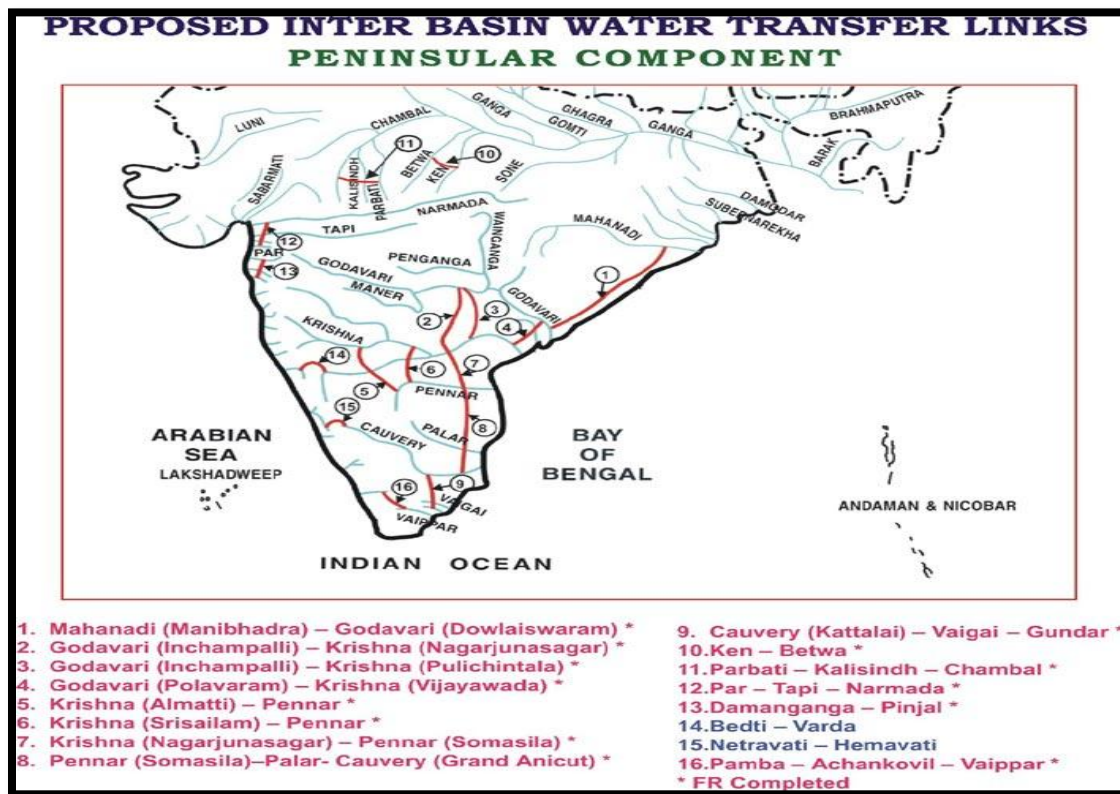 PROPOSED INTER BASIN WATER TRANSFER LINKS
PENINSULAR COMPONENT
LUNI
CHAMBAL
GANGA
GHAGRA
GOMTI
GANGA
BRAHMAPUTRA
BARAK
SABARMATI
KALISINDH
PARBATI
11
BETWA
KEN
10
SONE
NARMADA
DAMODAR
SUBERNAREKHA
MAHANADI
WAINGANGA
TAPI
12
PAR
13
GODAVARI
PENGANGA
MANER
GODAVARI
1
2
3
4
KRISHNA
14
5
6
7
PENNAR
15
8
CAUVERY
PALAR
9
16
VAIGAI
VAIPPAR
ARABIAN
SEA
LAKSHADWEEP
BAY
OF
BENGAL
ANDAMAN & NICOBAR
INDIAN OCEAN
1. Mahanadi (Manibhadra) – Godavari (Dowlaiswaram) *
2. Godavari (Inchampalli) – Krishna (Nagarjunasagar) *
3. Godavari (Inchampalli) – Krishna (Pulichintala) *
4. Godavari (Polavaram) – Krishna (Vijayawada) *
5. Krishna (Almatti) – Pennar *
6. Krishna (Srisailam) – Pennar *
7. Krishna (Nagarjunasagar) – Pennar (Somasila) *
8. Pennar (Somasila)–Palar- Cauvery (Grand Anicut) *
9. Cauvery (Kattalai) – Vaigai – Gundar *
10.Ken – Betwa *
11.Parbati – Kalisindh – Chambal *
12.Par – Tapi – Narmada *
13.Damanganga – Pinjal *
14.Bedti – Varda
15.Netravati – Hemavati
16.Pamba – Achankovil – Vaippar *
* FR Completed